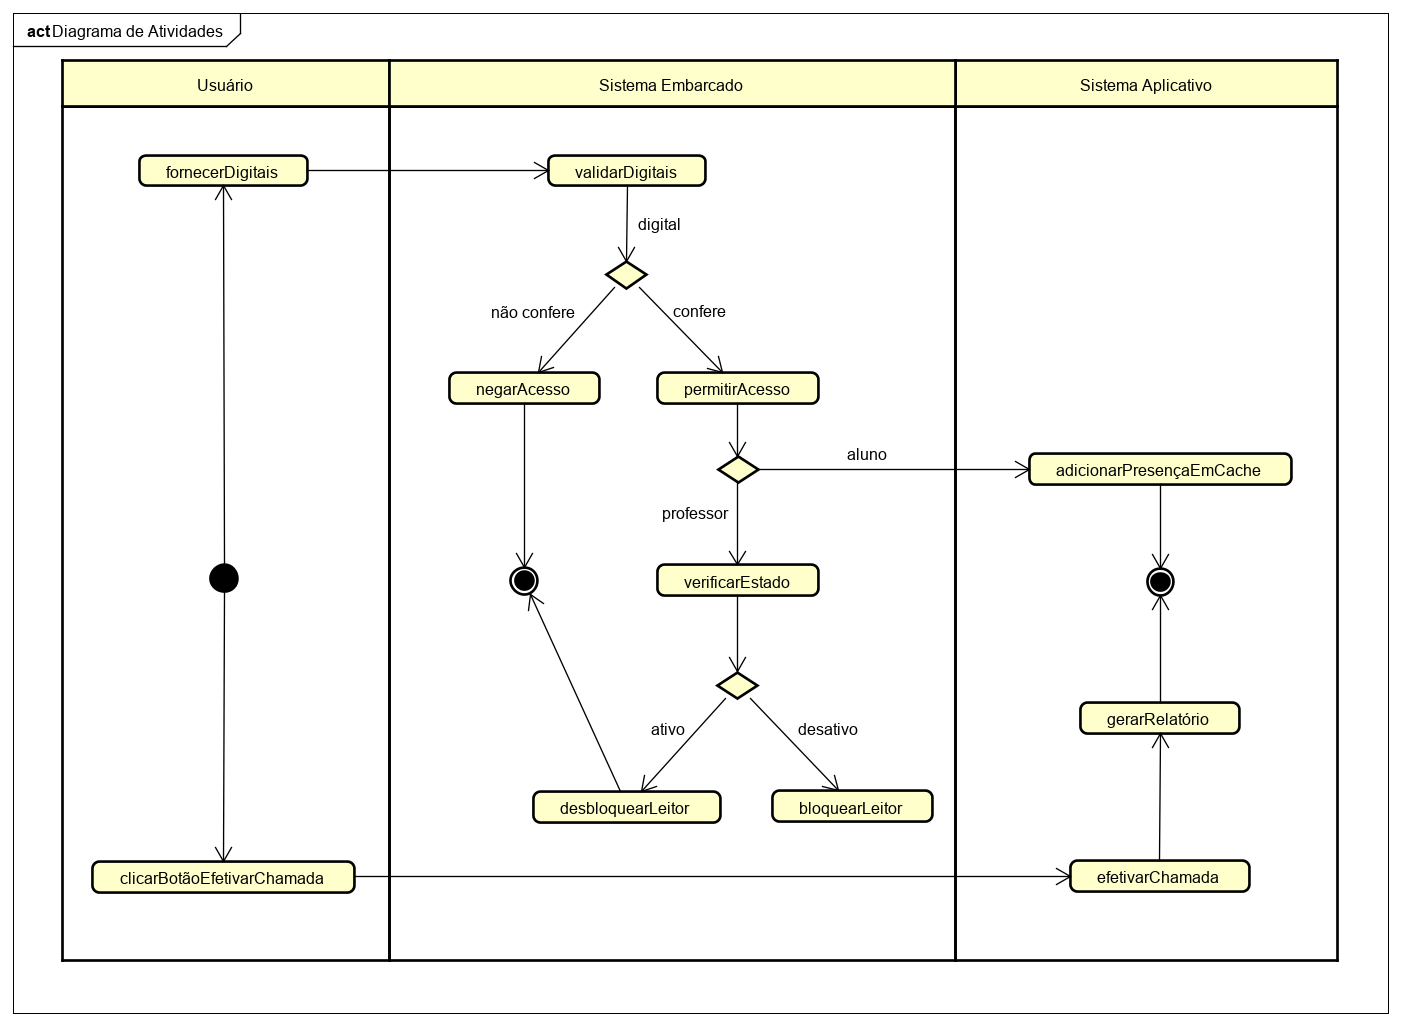 act Diagrama de Atividades
Usuário
Sistema Embarcado
Sistema Aplicativo
fornecerDigitais
validarDigitais
digital
não confere
confere
negarAcesso
permitirAcesso
aluno
adicionarPresençaEmCache
professor
verificarEstado
ativo
desativo
gerarRelatório
desbloquearLeitor
bloquearLeitor
clicarBotãoEfetivarChamada
efetivarChamada